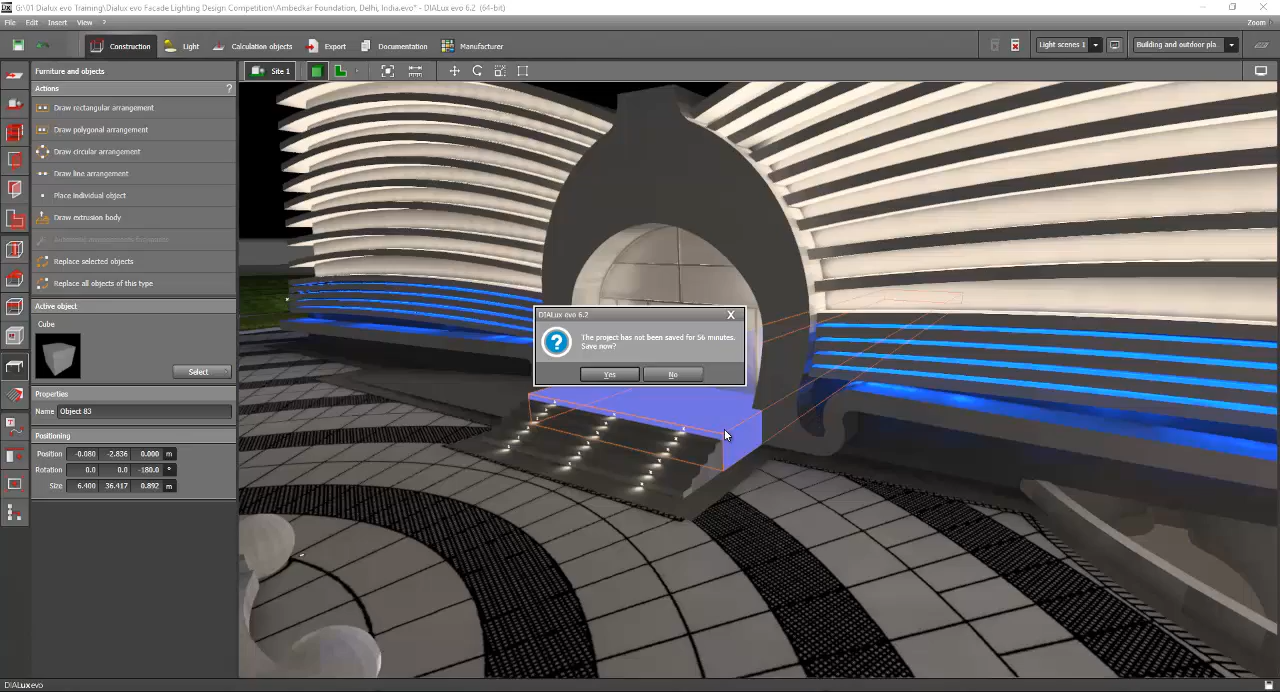 G:\01 Dialux evo Training\Dialux evo Facade Lighting Design Competition\Ambedkar Foundation, Delhi, India.evo* - DIALux evo 6.2 (64-bit)
File Edit Insert View ? Zoom
Construction Light Calculation objects Export Documentation Manufacturer Light scenes 1 Building and outdoor pla
Furniture and objects Site 1
Actions ?
Draw rectangular arrangement
Draw polygonal arrangement
Draw circular arrangement
Draw line arrangement
Place individual object
Draw extrusion body
Replace selected objects
Replace all objects of this type
Active object
Cube
Select
Properties
Name Object 83
Positioning
Position -0.080 -2.836 0.000 m
Rotation 0.0 0.0 -180.0 °
Size 6.400 36.417 0.892 m
DIALux evo 6.2 X
The project has not been saved for 56 minutes.
Save now?
Yes No
DIALux evo